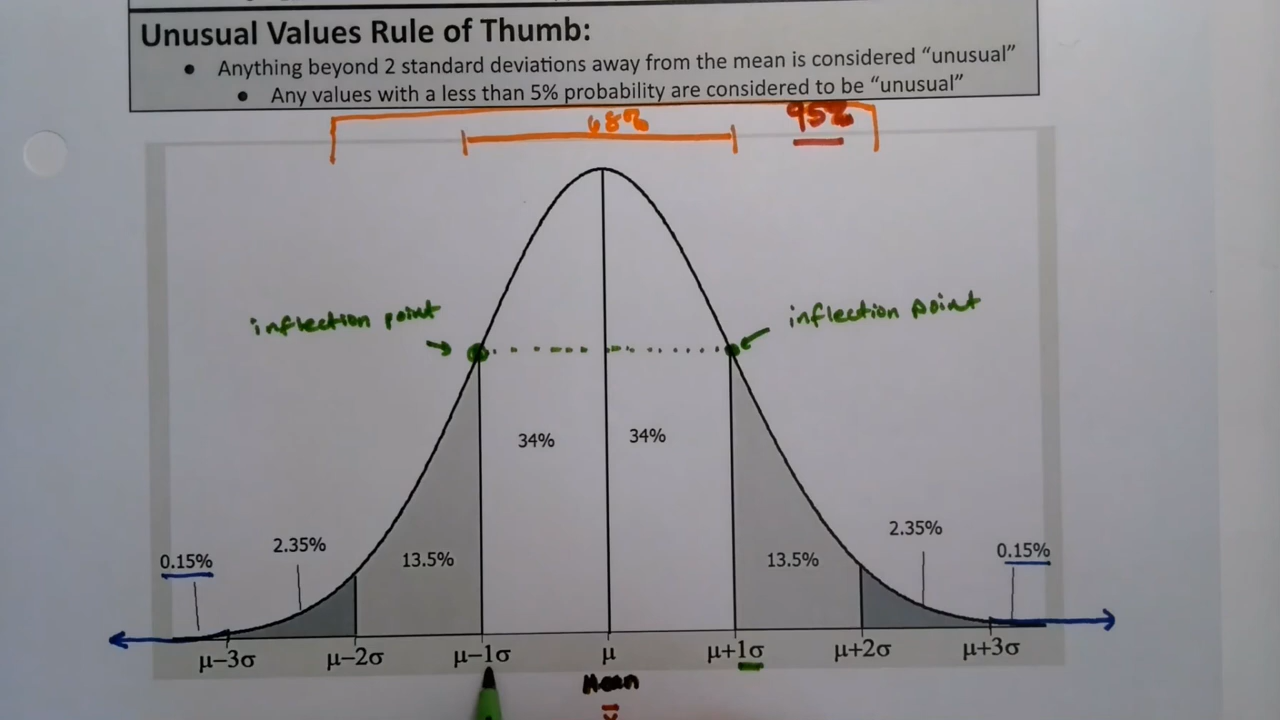 Unusual Values Rule of Thumb:
• Anything beyond 2 standard deviations away from the mean is considered “unusual”
• Any values with a less than 5% probability are considered to be “unusual”
68% 95%
inflection point inflection point
34% 34%
0.15% 2.35% 13.5% 13.5% 2.35% 0.15%
μ−3σ μ−2σ μ−1σ μ μ+1σ μ+2σ μ+3σ
Mean